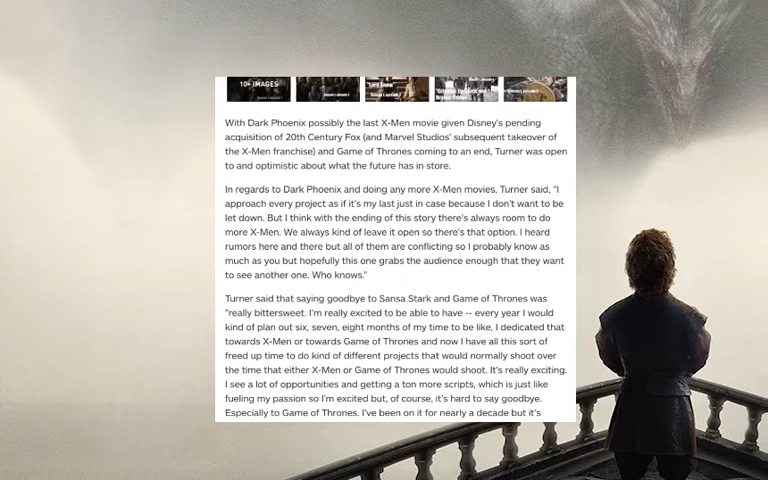 10+ IMAGES
"Lord Snow"
With Dark Phoenix possibly the last X-Men movie given Disney's pending
acquisition of 20th Century Fox (and Marvel Studios' subsequent takeover of
the X-Men franchise) and Game of Thrones coming to an end, Turner was open
to and optimistic about what the future has in store.
In regards to Dark Phoenix and doing any more X-Men movies, Turner said, "I
approach every project as if it's my last just in case because I don't want to be
let down. But I think with the ending of this story there's always room to do
more X-Men. We always kind of leave it open so there's that option. I heard
rumors here and there but all of them are conflicting so I probably know as
much as you but hopefully this one grabs the audience enough that they want
to see another one. Who knows."
Turner said that saying goodbye to Sansa Stark and Game of Thrones was
"really bittersweet. I'm really excited to be able to have -- every year I would
kind of plan out six, seven, eight months of my time to be like, I dedicated that
towards X-Men or towards Game of Thrones and now I have all this sort of
freed up time to do kind of different projects that would normally shoot over
the time that either X-Men or Game of Thrones would shoot. It's really exciting.
I see a lot of opportunities and getting a ton more scripts, which is just like
fueling my passion so I'm excited but, of course, it's hard to say goodbye.
Especially to Game of Thrones. I've been on it for nearly a decade but it's